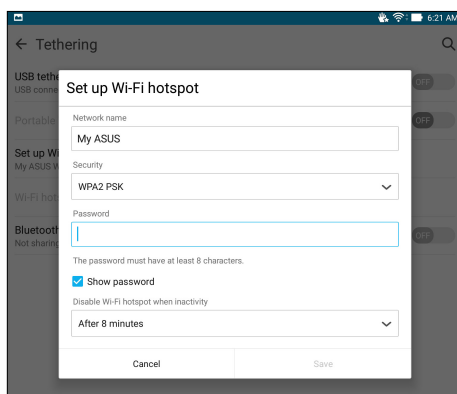 6:21 AM
Tethering
USB tethe
USB conne
OFF
Portable
OFF
Set up Wi
My ASUS W
Wi-Fi hot
Bluetooth
Not sharing
OFF
Set up Wi-Fi hotspot
Network name
My ASUS
Security
WPA2 PSK
Password
The password must have at least 8 characters.
Show password
Disable Wi-Fi hotspot when inactivity
After 8 minutes
Cancel
Save